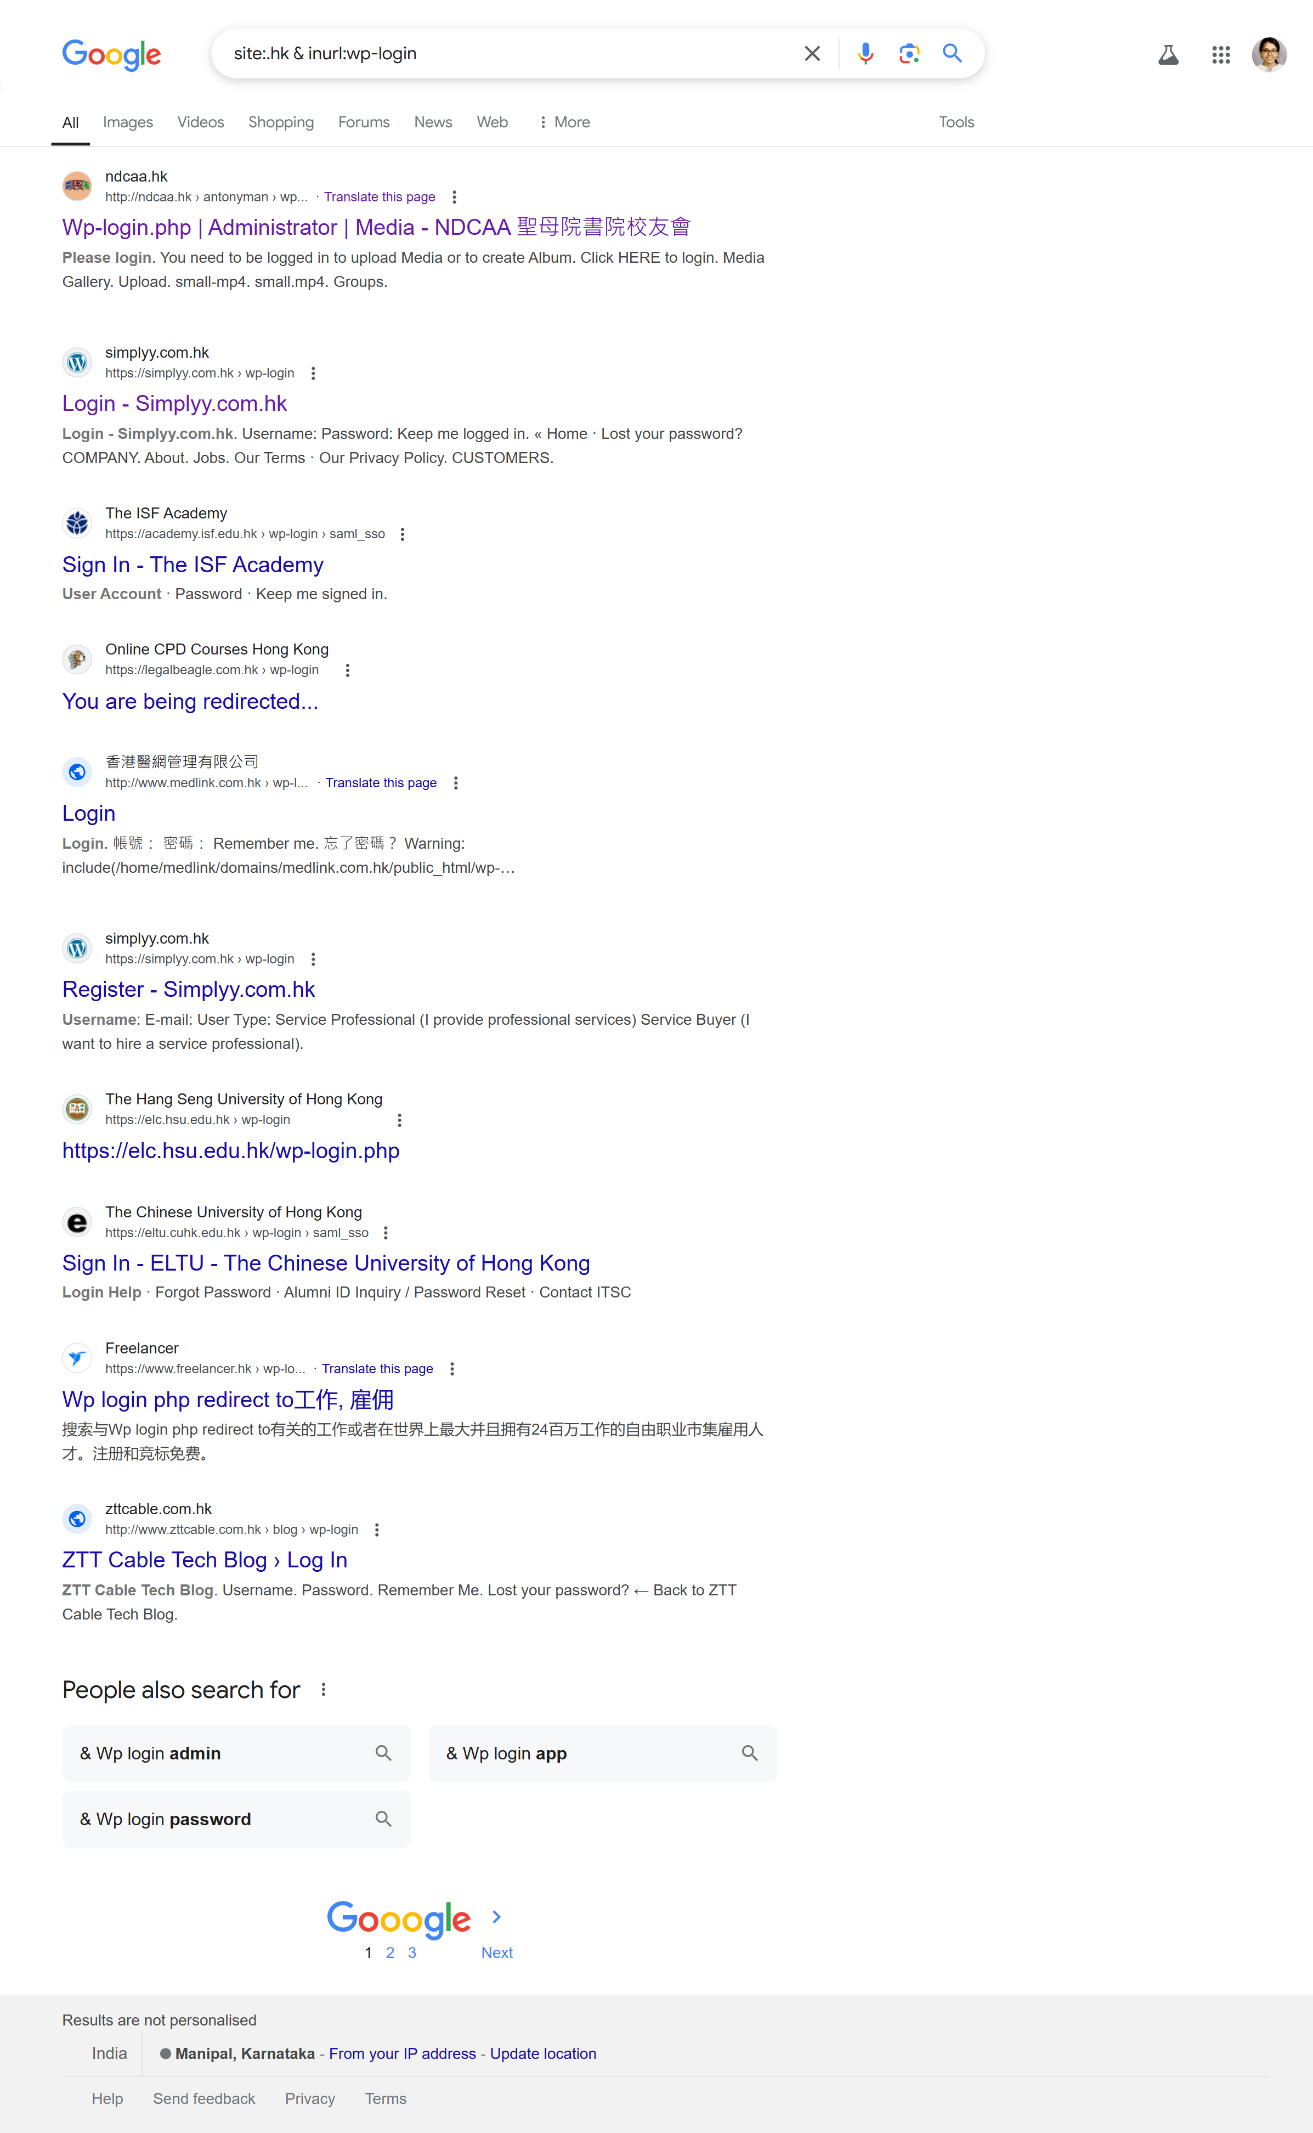 Google
site:.hk & inurl:wp-login
All
Images
Videos
Shopping
Forums
News
Web
More
Tools
ndcaa.hk
http://ndcaa.hk › antonyman › wp... · Translate this page
Wp-login.php | Administrator | Media - NDCAA 聖母院書院校友會
Please login. You need to be logged in to upload Media or to create Album. Click HERE to login. Media
Gallery. Upload. small-mp4. small.mp4. Groups.
simplyy.com.hk
https://simplyy.com.hk › wp-login
Login - Simplyy.com.hk
Login - Simplyy.com.hk. Username: Password: Keep me logged in. « Home · Lost your password?
COMPANY. About. Jobs. Our Terms · Our Privacy Policy. CUSTOMERS.
The ISF Academy
https://academy.isf.edu.hk › wp-login › saml_sso
Sign In - The ISF Academy
User Account · Password · Keep me signed in.
Online CPD Courses Hong Kong
https://legalbeagle.com.hk › wp-login
You are being redirected...
香港醫網管理有限公司
http://www.medlink.com.hk › wp-l... · Translate this page
Login
Login. 帳號： 密碼： Remember me. 忘了密碼？ Warning:
include(/home/medlink/domains/medlink.com.hk/public_html/wp-…
simplyy.com.hk
https://simplyy.com.hk › wp-login
Register - Simplyy.com.hk
Username: E-mail: User Type: Service Professional (I provide professional services) Service Buyer (I
want to hire a service professional).
The Hang Seng University of Hong Kong
https://elc.hsu.edu.hk › wp-login
https://elc.hsu.edu.hk/wp-login.php
The Chinese University of Hong Kong
https://eltu.cuhk.edu.hk › wp-login › saml_sso
Sign In - ELTU - The Chinese University of Hong Kong
Login Help · Forgot Password · Alumni ID Inquiry / Password Reset · Contact ITSC
Freelancer
https://www.freelancer.hk › wp-lo... · Translate this page
Wp login php redirect to工作, 雇佣
搜索与Wp login php redirect to有关的工作或者在世界上最大并且拥有24百万工作的自由职业市集雇用人
才。注册和竞标免费。
zttcable.com.hk
http://www.zttcable.com.hk › blog › wp-login
ZTT Cable Tech Blog › Log In
ZTT Cable Tech Blog. Username. Password. Remember Me. Lost your password? ← Back to ZTT
Cable Tech Blog.
People also search for
& Wp login admin
& Wp login app
& Wp login password
Gooogle
1 2 3 Next
Results are not personalised
India
Manipal, Karnataka - From your IP address - Update location
Help
Send feedback
Privacy
Terms